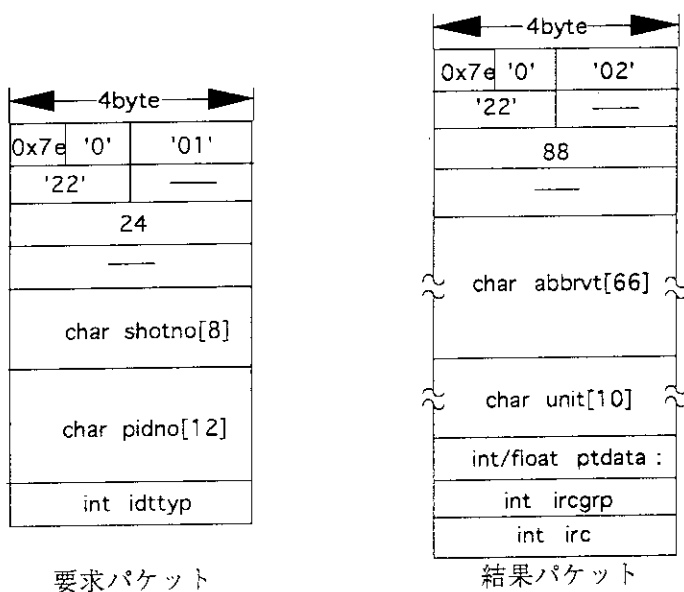 4byte
0x7e '0' '01'
'22' ——
24
——
char shotno[8]
char pidno[12]
int idttyp
要求パケット
4byte
0x7e '0' '02'
'22' ——
88
——
char abbrvt[66]
char unit[10]
int/float ptdata :
int ircgrp
int irc
結果パケット